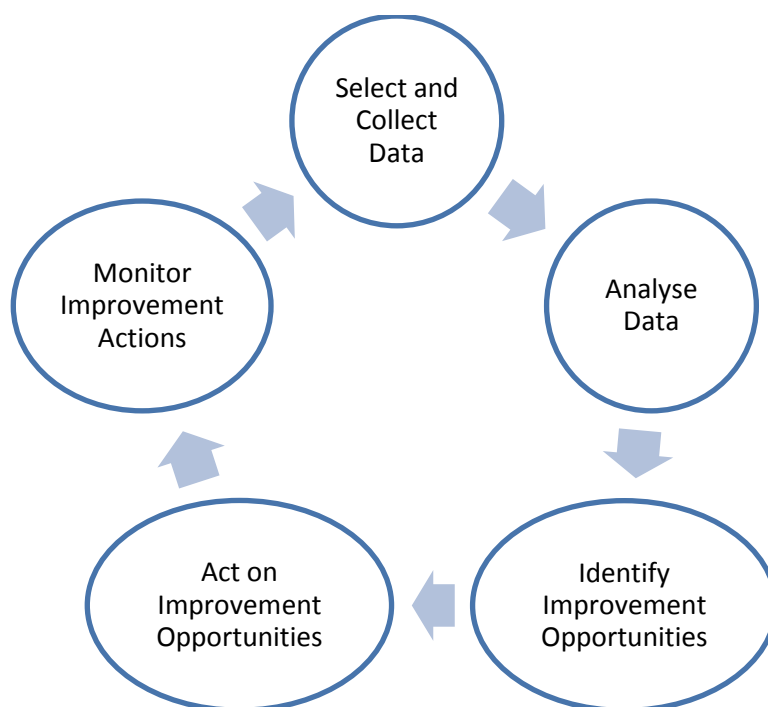 Select and
Collect
Data
Analyse
Data
Identify
Improvement
Opportunities
Act on
Improvement
Opportunities
Monitor
Improvement
Actions